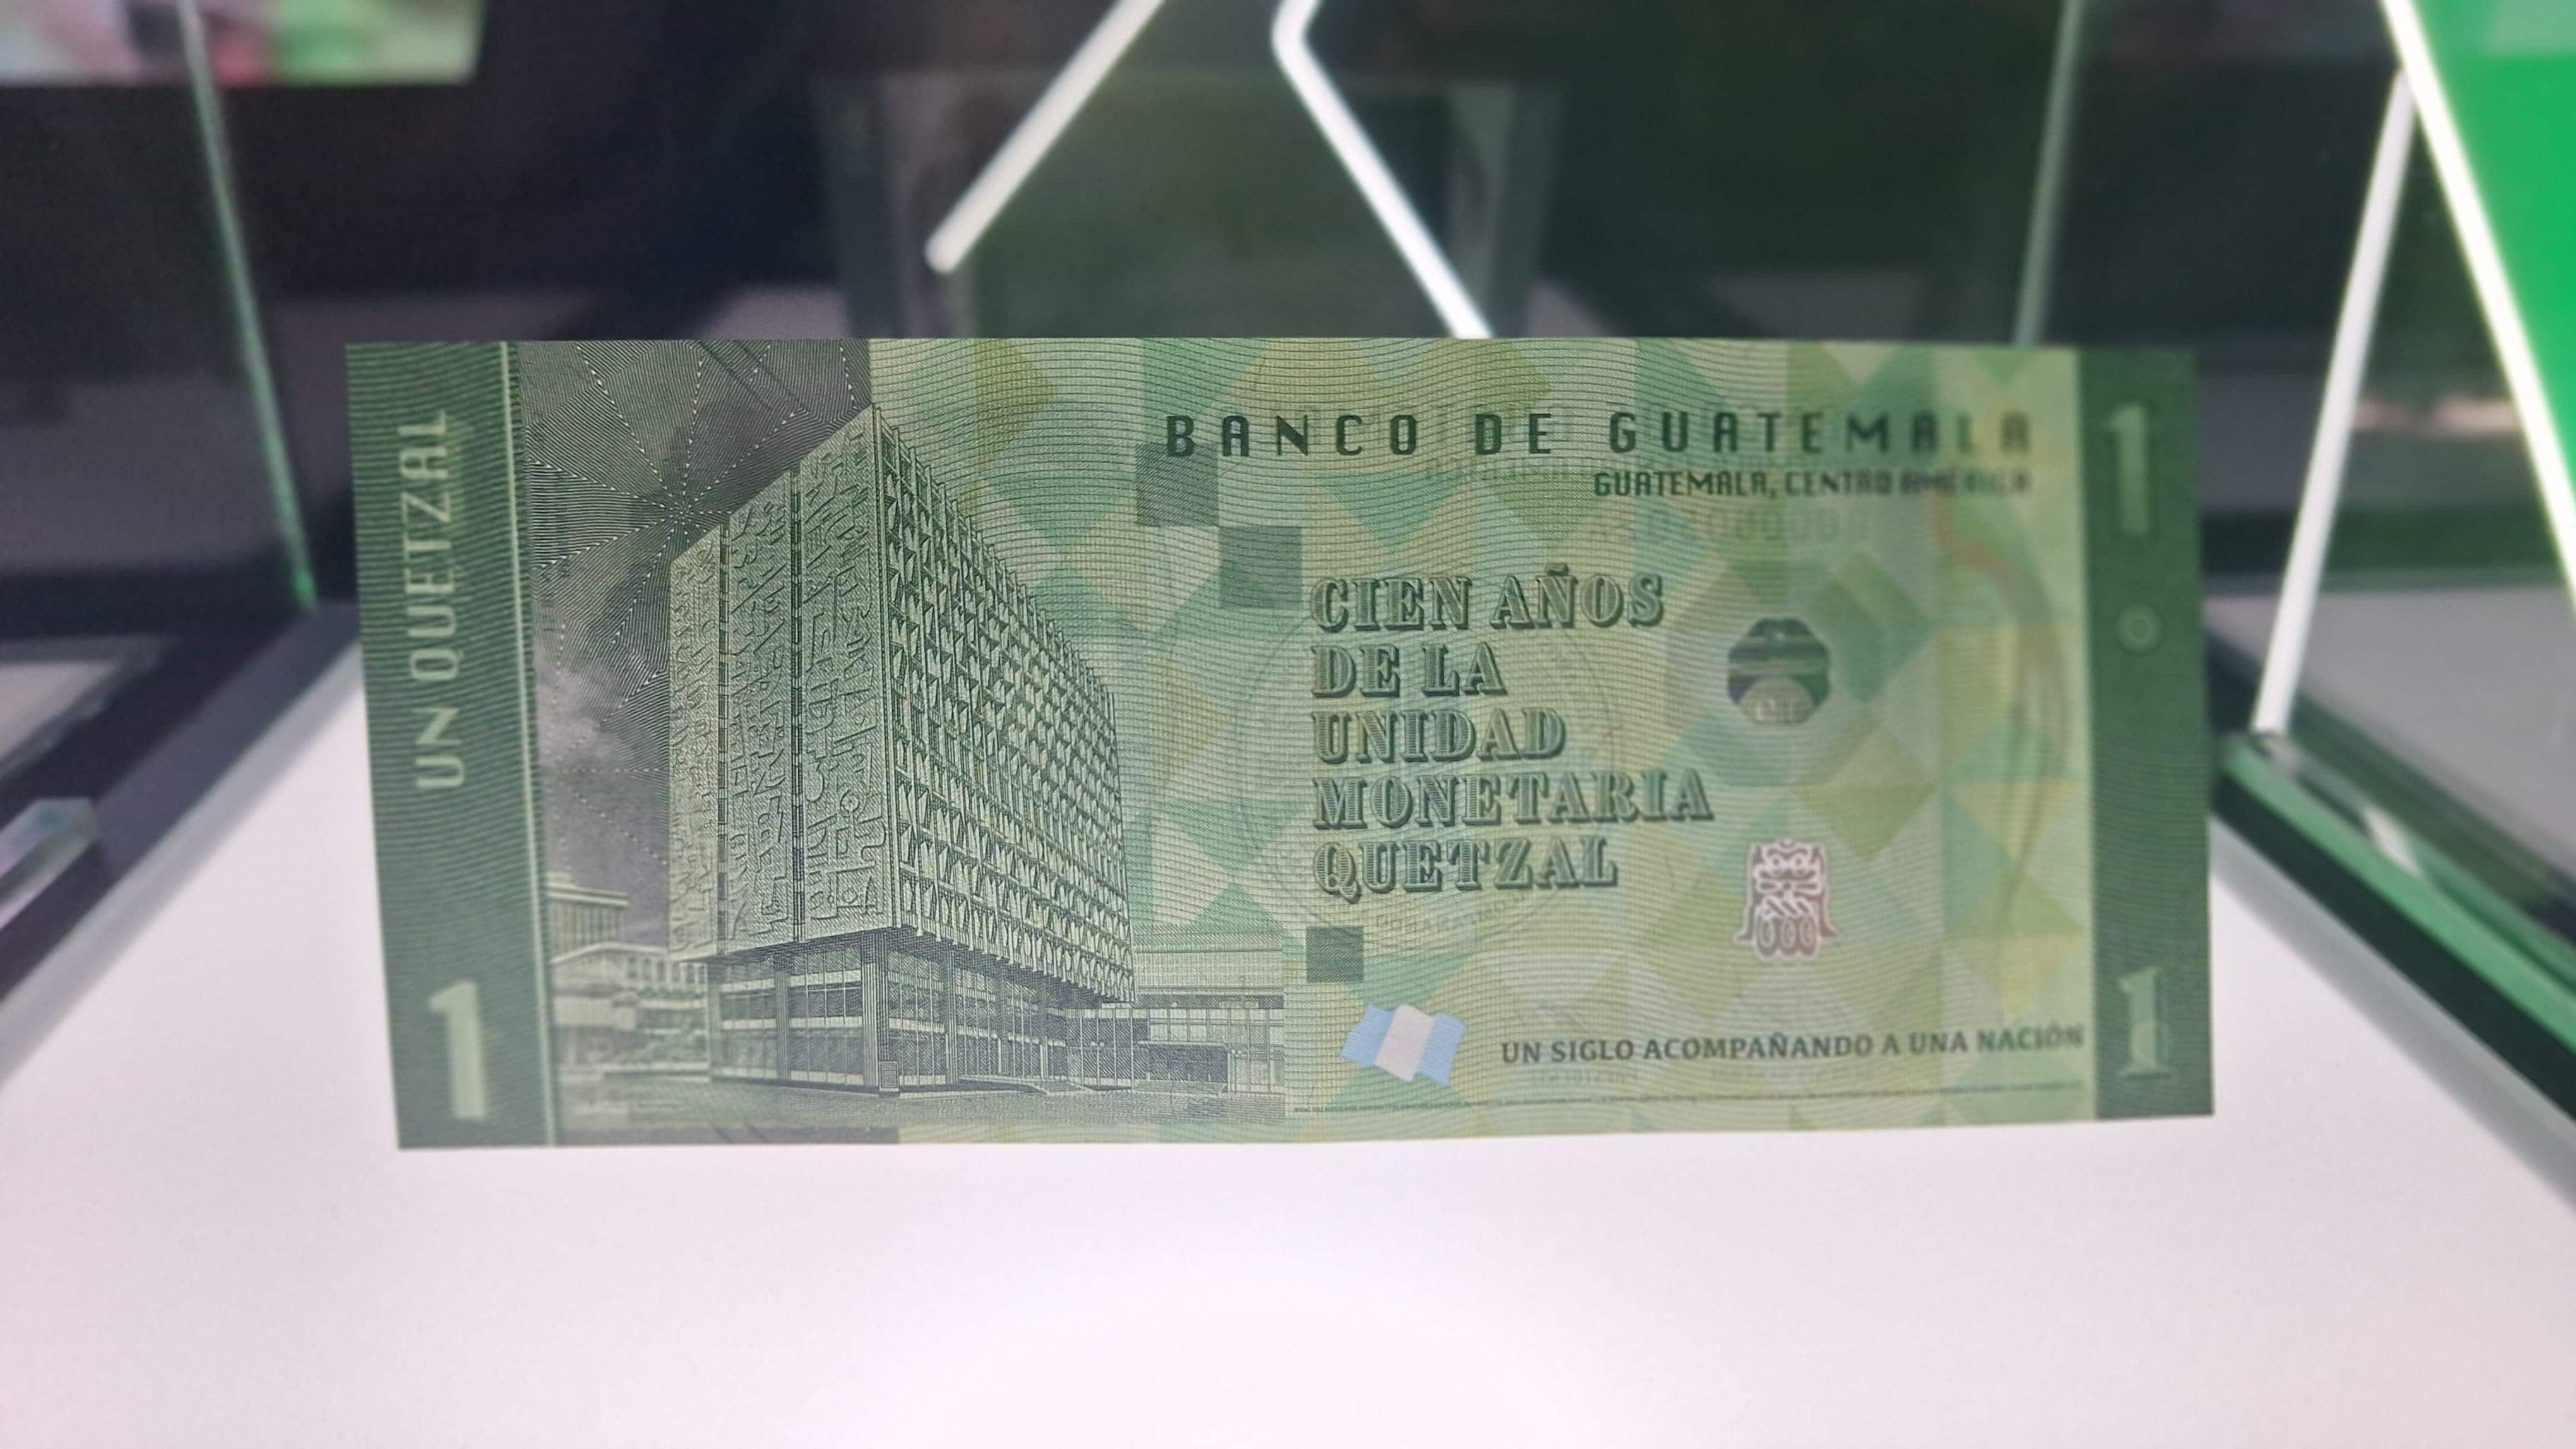 UN QUETZAL
1
BANCO DE GUATEMALA
GUATEMALA, CENTRO AMÉRICA
1
CIEN AÑOS
DE LA
UNIDAD
MONETARIA
QUETZAL
UN SIGLO ACOMPAÑANDO A UNA NACIÓN
1